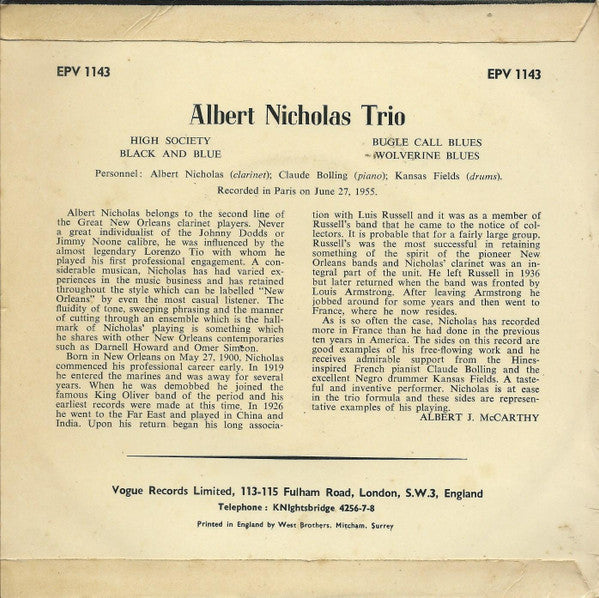 EPV 1143
EPV 1143
Albert Nicholas Trio
HIGH SOCIETY
BLACK AND BLUE
BUGLE CALL BLUES
WOLVERINE BLUES
Personnel: Albert Nicholas (clarinet); Claude Bolling (piano); Kansas Fields (drums).
Recorded in Paris on June 27, 1955.
Albert Nicholas belongs to the second line of
the Great New Orleans clarinet players. Never
a great individualist of the Johnny Dodds or
Jimmy Noone calibre, he was influenced by the
almost legendary Lorenzo Tio with whom he
played his first professional engagement. A con-
siderable musican, Nicholas has had varied ex-
periences in the music business and has retained
throughout the style which can be labelled "New
Orleans" by even the most casual listener. The
fluidity of tone, sweeping phrasing and the manner
of cutting through an ensemble which is the hall-
mark of Nicholas' playing is something which
he shares with other New Orleans contemporaries
such as Darnell Howard and Omer Simeon.
Born in New Orleans on May 27, 1900, Nicholas
commenced his professional career early. In 1919
he entered the marines and was away for several
years. When he was demobbed he joined the
famous King Oliver band of the period and his
earliest records were made at this time. In 1926
he went to the Far East and played in China and
India. Upon his return began his long associa-
tion with Luis Russell and it was as a member of
Russell's band that he came to the notice of col-
lectors. It is probable that for a fairly large group.
Russell's was the most successful in retaining
something of the spirit of the pioneer New
Orleans bands and Nicholas' clarinet was an in-
tegral part of the unit. He left Russell in 1936
but later returned when the band was fronted by
Louis Armstrong. After leaving Armstrong he
jobbed around for some years and then went to
France, where he now resides.
As is so often the case, Nicholas has recorded
more in France than he had done in the previous
ten years in America. The sides on this record are
good examples of his free-flowing work and he
receives admirable support from the Hines-
inspired French pianist Claude Bolling and the
excellent Negro drummer Kansas Fields. A taste-
ful and inventive performer. Nicholas is at ease
in the trio formula and these sides are represen-
tative examples of his playing.
ALBERT J. McCARTHY
Vogue Records Limited, 113-115 Fulham Road, London, S.W.3, England
Telephone: KNIghtsbridge 4256-7-8
Printed in England by West Brothers, Mitcham, Surrey